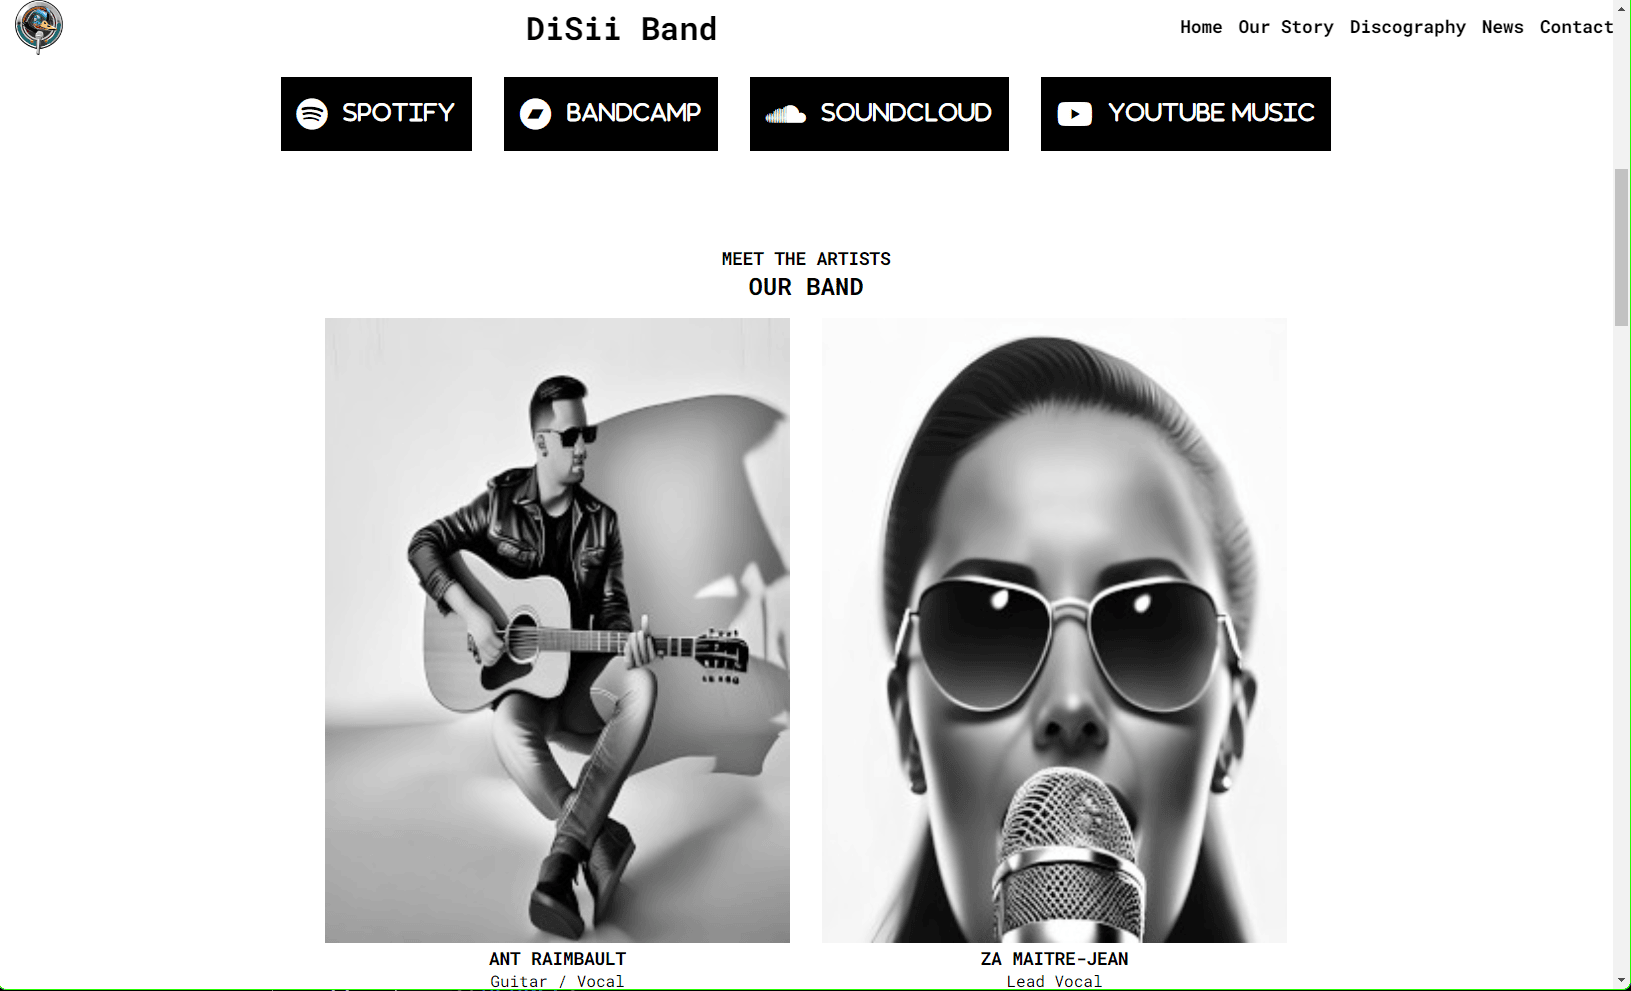 DiSii Band
Home Our Story Discography News Contact
SPOTIFY BANDCAMP SOUNDCLOUD YOUTUBE MUSIC
MEET THE ARTISTS
OUR BAND
ANT RAIMBAULT
Guitar / Vocal
ZA MAITRE-JEAN
Lead Vocal